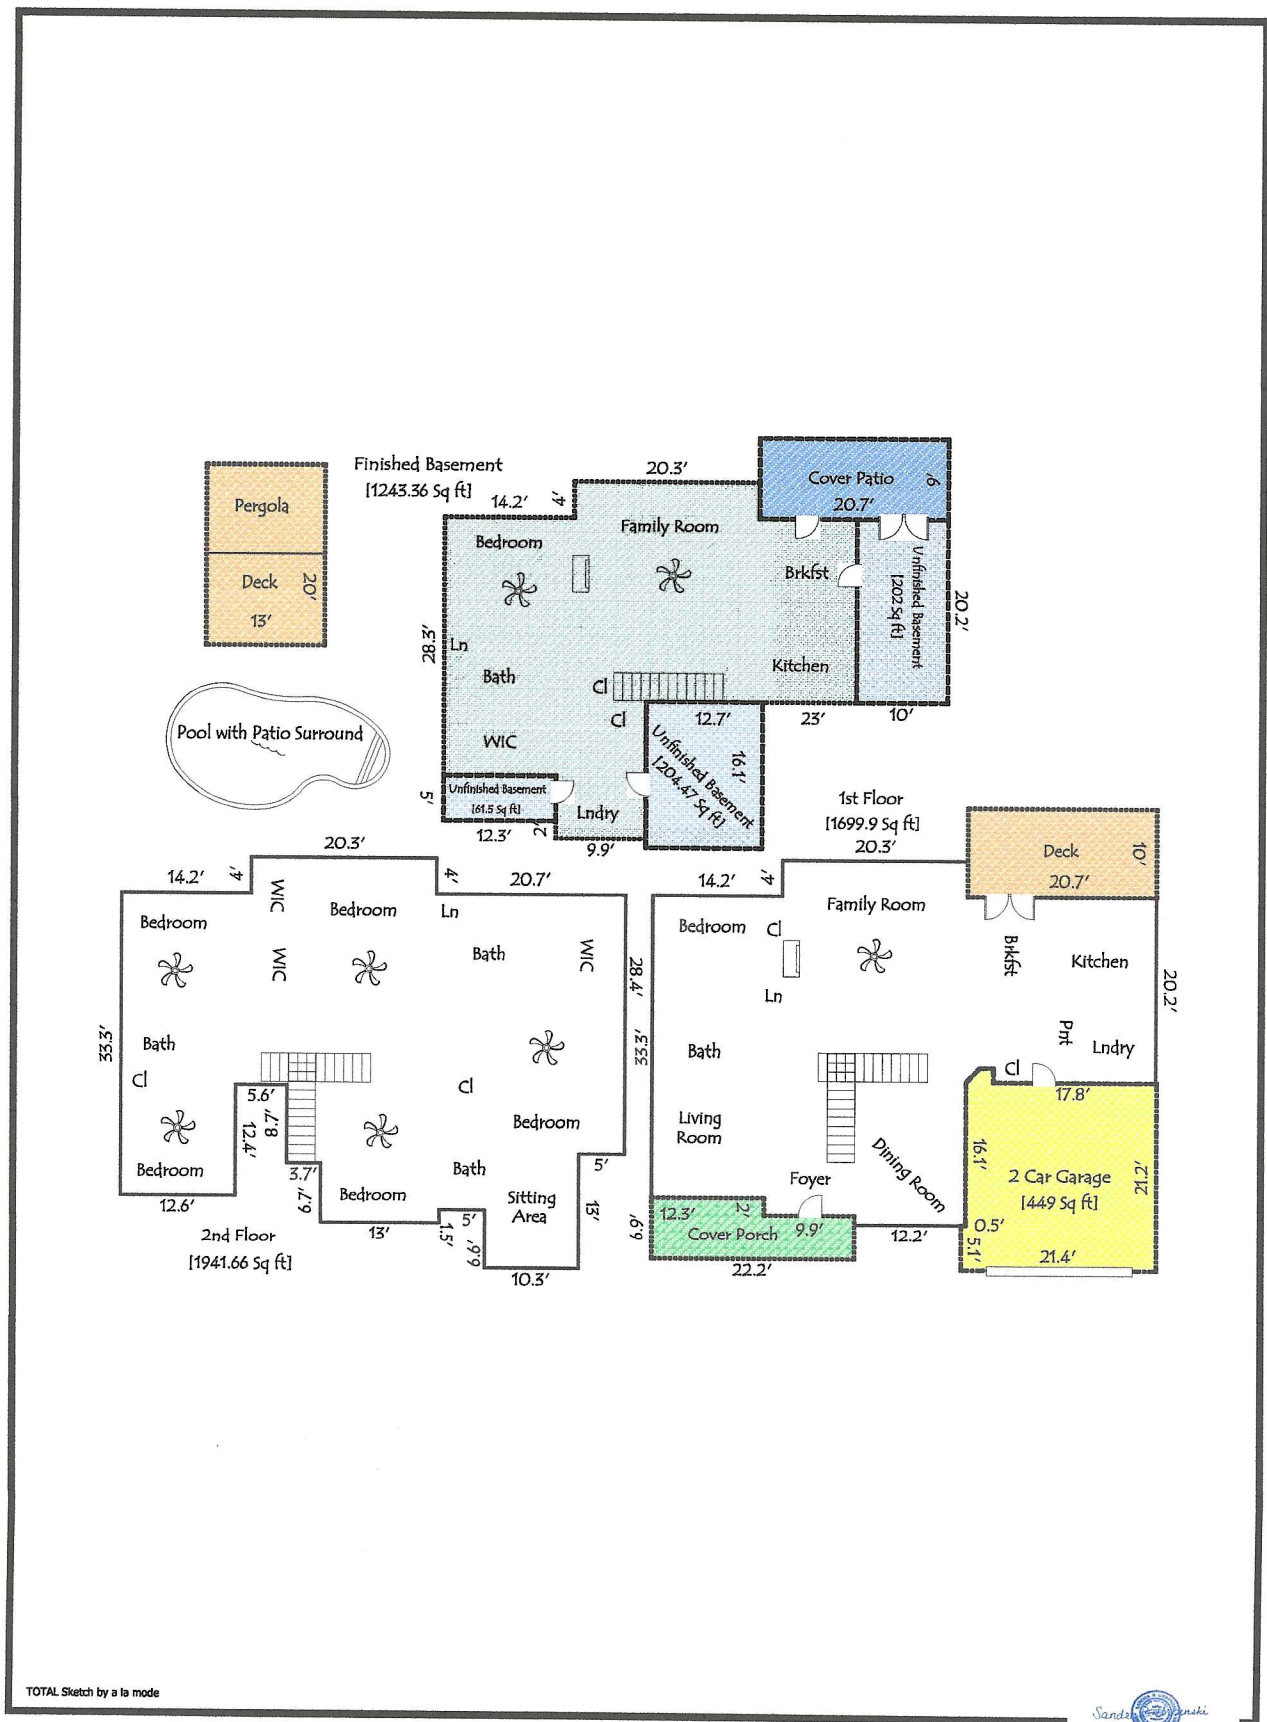 Finished Basement
[1243.36 Sq ft]
14.2'
4'
20.3'
Cover Patio
20.7'
9'
Pergola
Deck
20'
13'
Bedroom
Family Room
Brkfst
Unfinished Basement
[202 Sq ft]
20.2'
28.3'
Ln
Bath
Cl
Kitchen
Cl
12.7'
23'
10'
WIC
Unfinished Basement
[204.47 Sq ft]
16.1'
Pool with Patio Surround
5'
Unfinished Basement
[61.5 Sq ft]
12.3'
2'
Lndry
9.9'
20.3'
14.2'
4'
4'
20.7'
WIC
Bedroom
Bedroom
Ln
Bath
WIC
WIC
28.4'
33.3'
Bath
Cl
5.6'
8.7'
12.4'
Cl
Bedroom
Bedroom
12.6'
3.7'
6.7'
Bedroom
13'
Bath
1.5'
5'
6.6'
Sitting
Area
5'
13'
10.3'
2nd Floor
[1941.66 Sq ft]
1st Floor
[1699.9 Sq ft]
20.3'
14.2'
4'
Deck
10'
20.7'
Bedroom
Cl
Family Room
Brkfst
Kitchen
20.2'
Ln
33.3'
Bath
Pnt
Lndry
Cl
17.8'
Living
Room
Foyer
Dining Room
16.1'
2 Car Garage
[449 Sq ft]
21.2'
12.3'
2'
6.9'
Cover Porch
9.9'
22.2'
12.2'
0.5'
5.1'
21.4'
TOTAL Sketch by a la mode